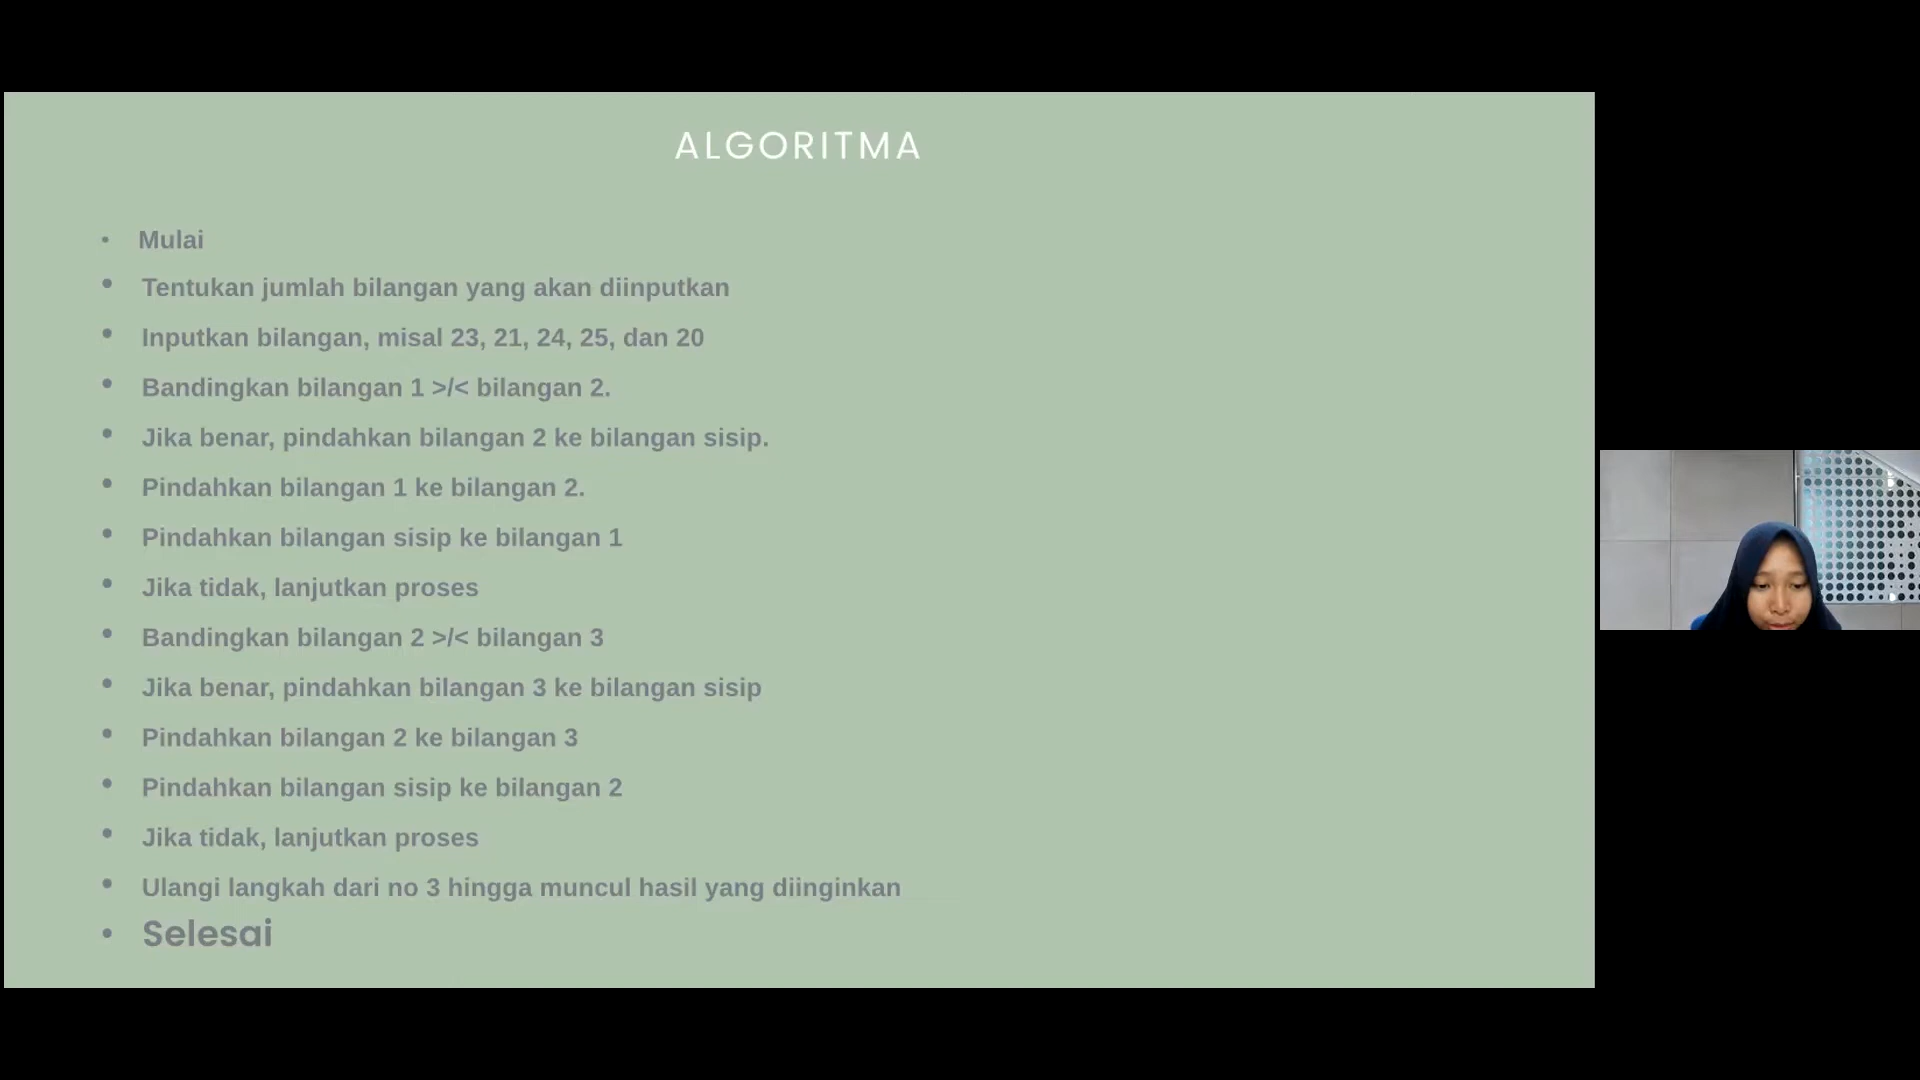 ALGORITMA
• Mulai
• Tentukan jumlah bilangan yang akan diinputkan
• Inputkan bilangan, misal 23, 21, 24, 25, dan 20
• Bandingkan bilangan 1 >/< bilangan 2.
• Jika benar, pindahkan bilangan 2 ke bilangan sisip.
• Pindahkan bilangan 1 ke bilangan 2.
• Pindahkan bilangan sisip ke bilangan 1
• Jika tidak, lanjutkan proses
• Bandingkan bilangan 2 >/< bilangan 3
• Jika benar, pindahkan bilangan 3 ke bilangan sisip
• Pindahkan bilangan 2 ke bilangan 3
• Pindahkan bilangan sisip ke bilangan 2
• Jika tidak, lanjutkan proses
• Ulangi langkah dari no 3 hingga muncul hasil yang diinginkan
• Selesai